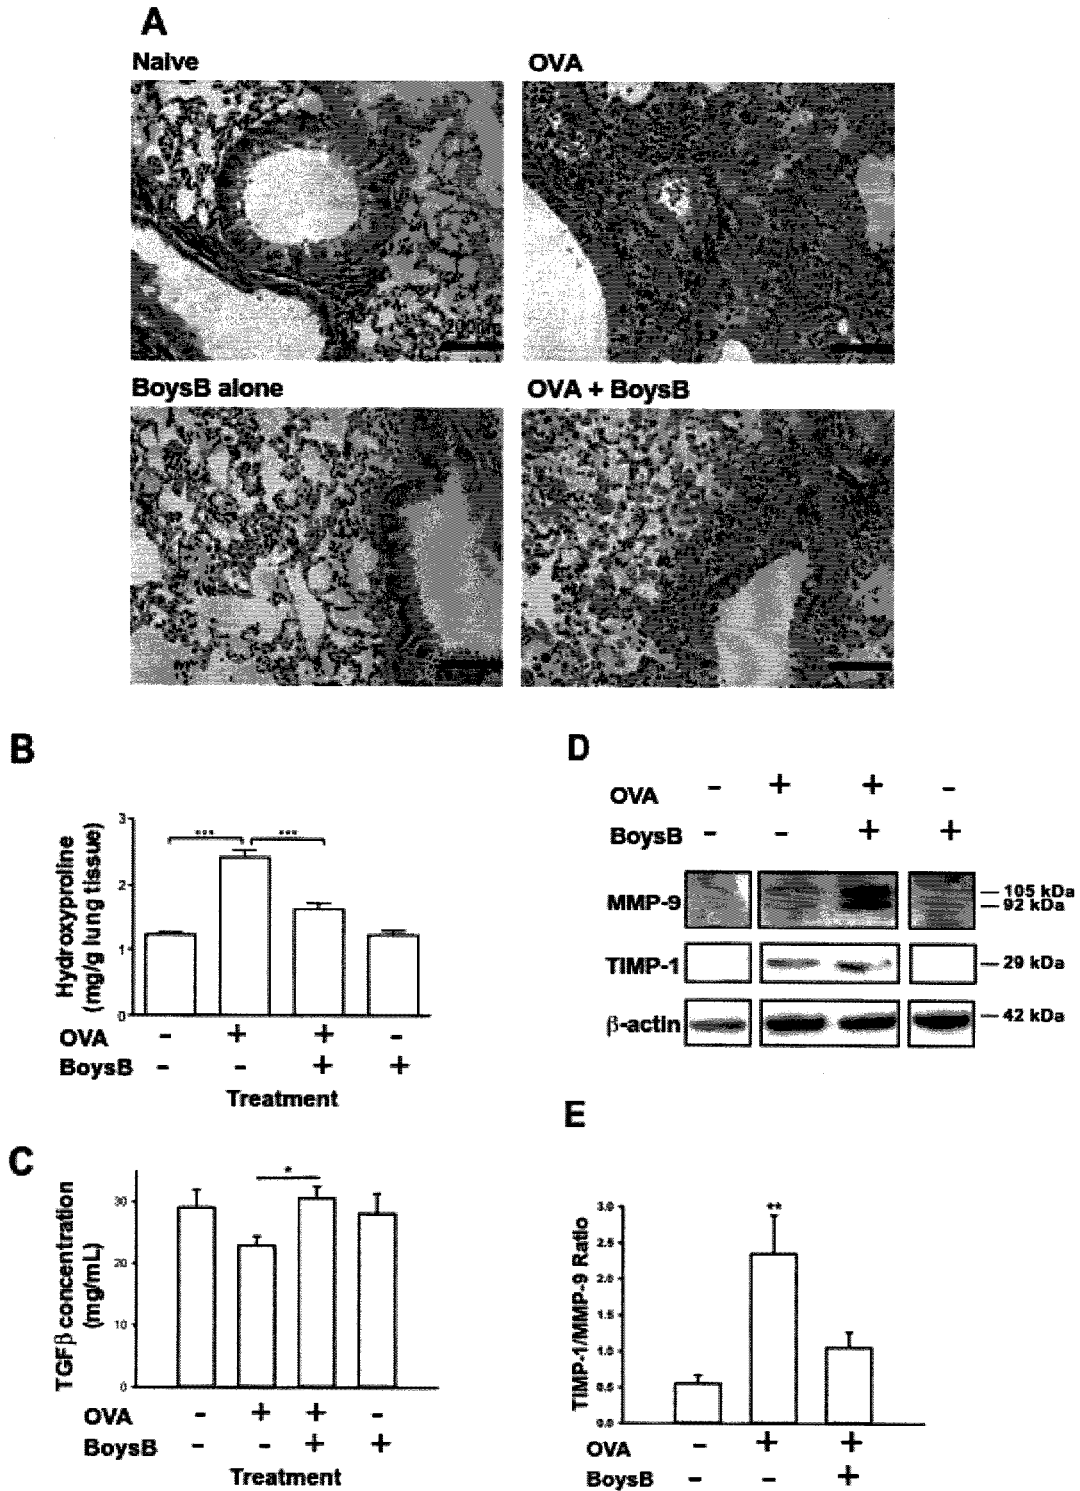 A
Naive
OVA
200um
BoysB alone
OVA + BoysB
B
Hydroxyproline
(mg/g lung tissue)
3
2
1
0
***
***
OVA - + + -
BoysB - - + +
Treatment
C
TGFβ concentration
(mg/mL)
30
20
10
0
*
OVA - + + -
BoysB - - + +
Treatment
D
OVA - + + -
BoysB - - + +
MMP-9
105 kDa
92 kDa
TIMP-1
29 kDa
β-actin
42 kDa
E
TIMP-1/MMP-9 Ratio
3.0
2.5
2.0
1.5
1.0
0.5
0.0
**
OVA - + +
BoysB - - +